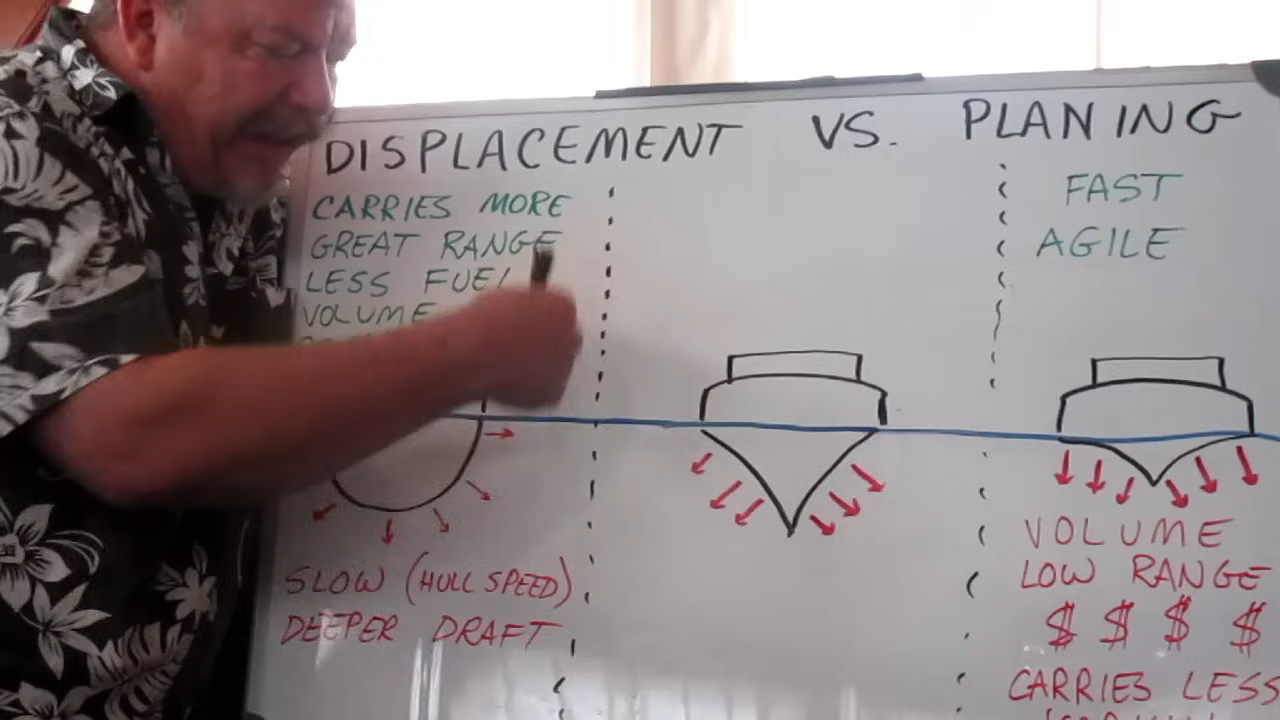 DISPLACEMENT VS. PLANING
CARRIES MORE
GREAT RANGE
LESS FUEL
VOLUME
SLOW (HULL SPEED)
DEEPER DRAFT
FAST
AGILE
VOLUME
LOW RANGE
$ $ $ $
CARRIES LESS